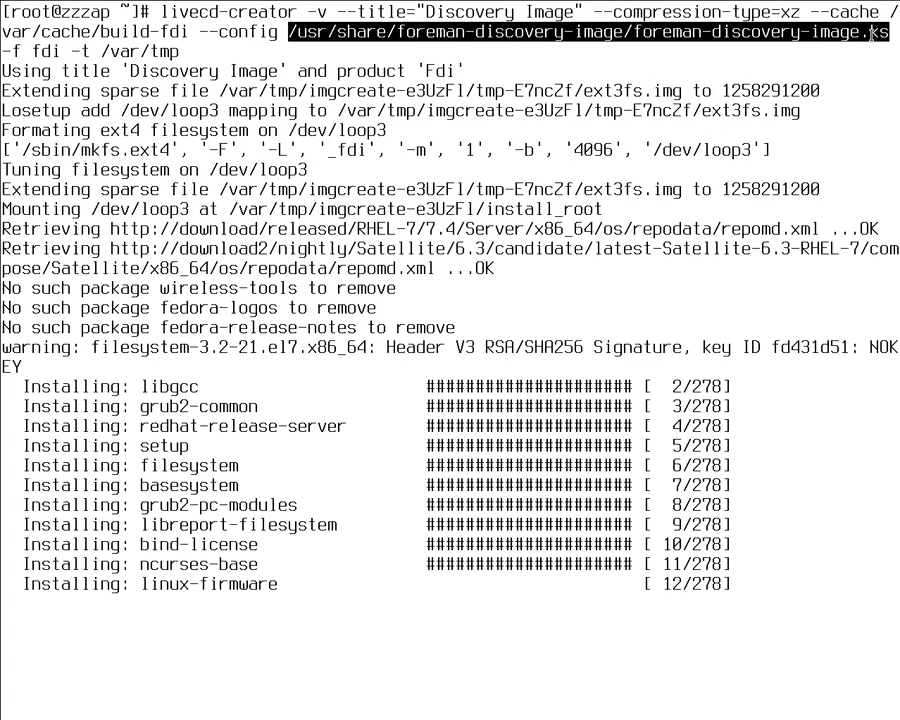 [root@zzzap ~]# livecd-creator -v --title="Discovery Image" --compression-type=xz --cache /
var/cache/build-fdi --config /usr/share/foreman-discovery-image/foreman-discovery-image.ks
-f fdi -t /var/tmp
Using title 'Discovery Image' and product 'Fdi'
Extending sparse file /var/tmp/imgcreate-e3UzFl/tmp-E7ncZf/ext3fs.img to 1258291200
Losetup add /dev/loop3 mapping to /var/tmp/imgcreate-e3UzFl/tmp-E7ncZf/ext3fs.img
Formating ext4 filesystem on /dev/loop3
['/sbin/mkfs.ext4', '-F', '-L', '_fdi', '-m', '1', '-b', '4096', '/dev/loop3']
Tuning filesystem on /dev/loop3
Extending sparse file /var/tmp/imgcreate-e3UzFl/tmp-E7ncZf/ext3fs.img to 1258291200
Mounting /dev/loop3 at /var/tmp/imgcreate-e3UzFl/install_root
Retrieving http://download/released/RHEL-7/7.4/Server/x86_64/os/repodata/repomd.xml ...OK
Retrieving http://download2/nightly/Satellite/6.3/candidate/latest-Satellite-6.3-RHEL-7/com
pose/Satellite/x86_64/os/repodata/repomd.xml ...OK
No such package wireless-tools to remove
No such package fedora-logos to remove
No such package fedora-release-notes to remove
warning: filesystem-3.2-21.el7.x86_64: Header V3 RSA/SHA256 Signature, key ID fd431d51: NOK
EY
  Installing: libgcc                       ##################### [  2/278]
  Installing: grub2-common                 ##################### [  3/278]
  Installing: redhat-release-server        ##################### [  4/278]
  Installing: setup                        ##################### [  5/278]
  Installing: filesystem                   ##################### [  6/278]
  Installing: basesystem                   ##################### [  7/278]
  Installing: grub2-pc-modules             ##################### [  8/278]
  Installing: libreport-filesystem         ##################### [  9/278]
  Installing: bind-license                 ##################### [ 10/278]
  Installing: ncurses-base                 ##################### [ 11/278]
  Installing: linux-firmware                                     [ 12/278]